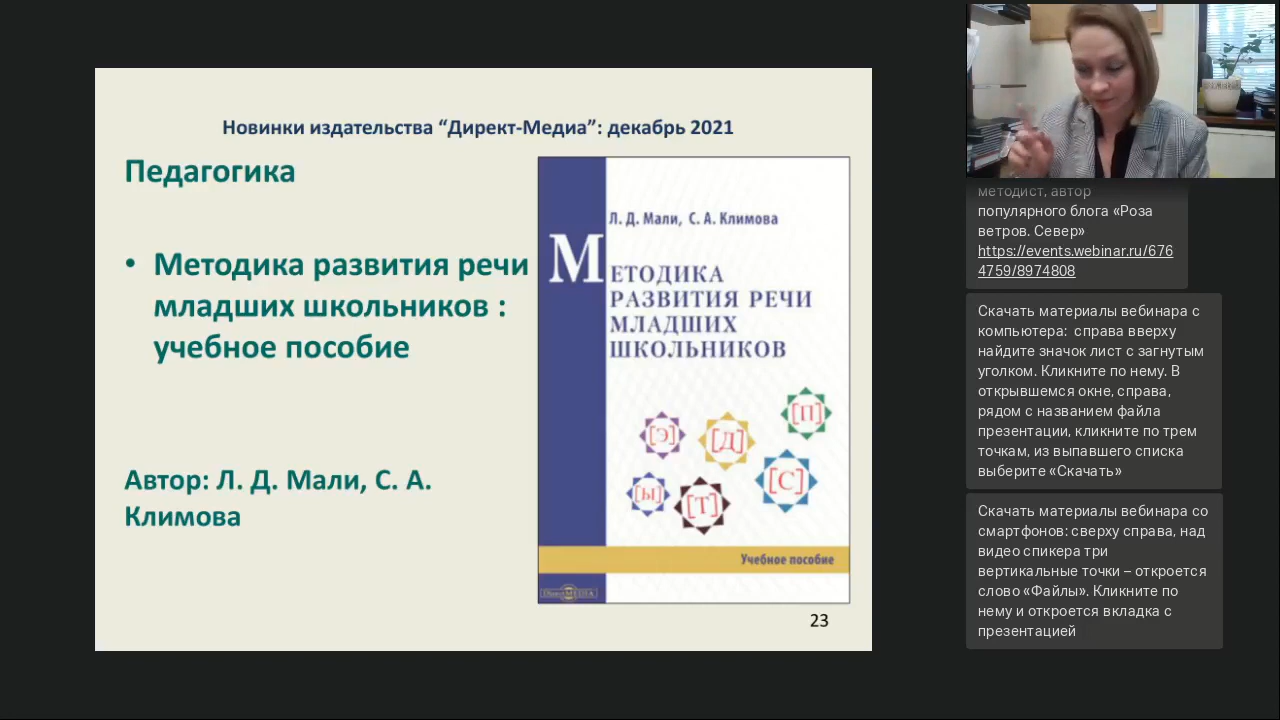 Новинки издательства “Директ-Медиа”: декабрь 2021
Педагогика
• Методика развития речи
младших школьников :
учебное пособие
Автор: Л. Д. Мали, С. А.
Климова
Л. Д. Мали, С. А. Климова
МЕТОДИКА
РАЗВИТИЯ РЕЧИ
МЛАДШИХ
ШКОЛЬНИКОВ
[П]
[Э]
[Д]
[С]
[Ы]
[Т]
Учебное пособие
DirectMEDIA
23
методист, автор
популярного блога «Роза
ветров. Север»
https://events.webinar.ru/676
4759/8974808
Скачать материалы вебинара с
компьютера:  справа вверху
найдите значок лист с загнутым
уголком. Кликните по нему. В
открывшемся окне, справа,
рядом с названием файла
презентации, кликните по трем
точкам, из выпавшего списка
выберите «Скачать»
Скачать материалы вебинара со
смартфонов: сверху справа, над
видео спикера три
вертикальные точки – откроется
слово «Файлы». Кликните по
нему и откроется вкладка с
презентацией